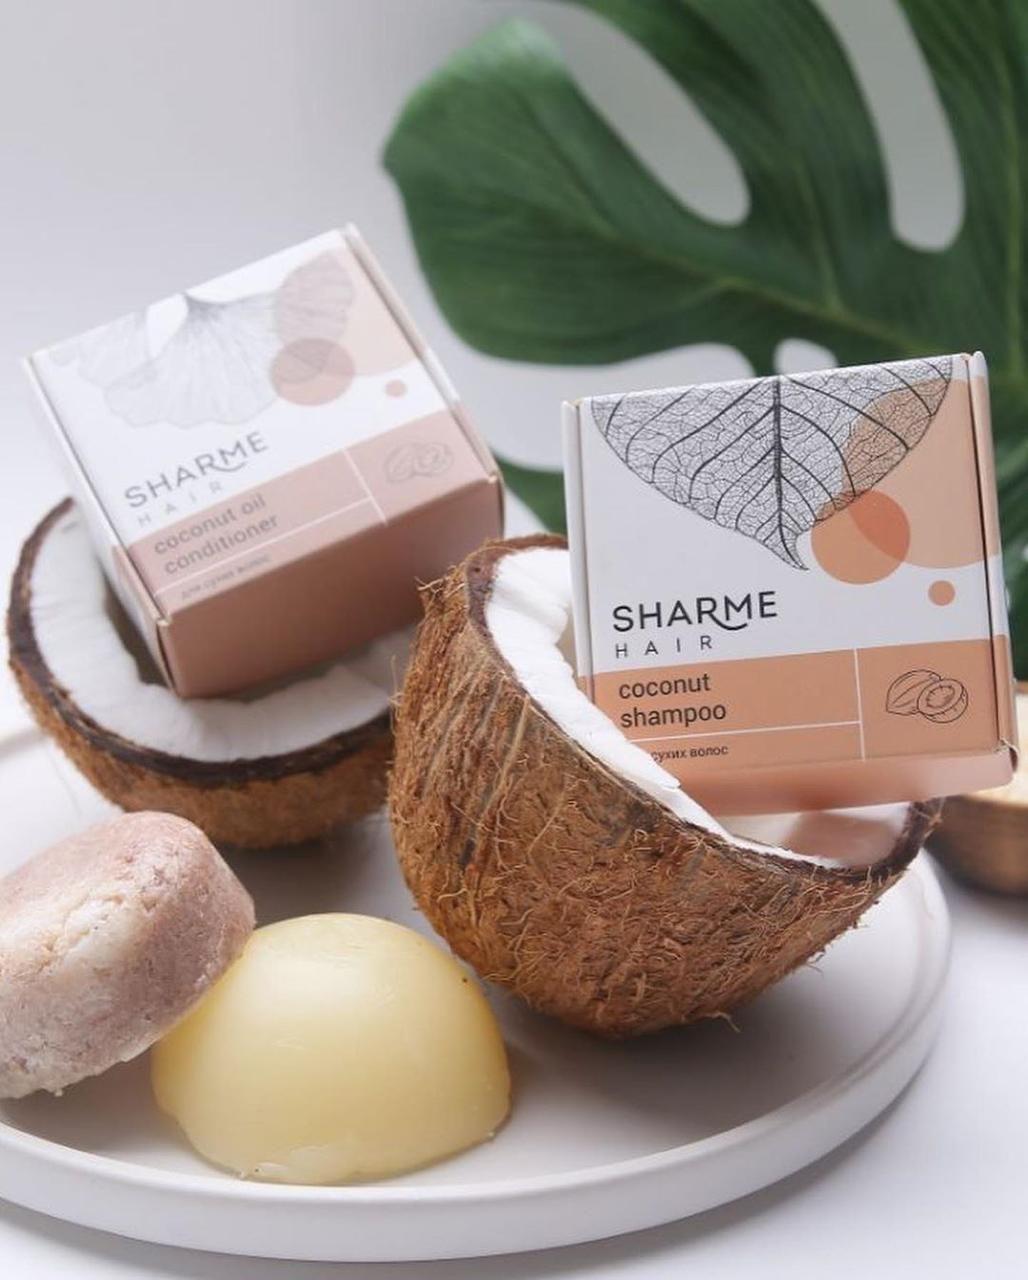 SHARME
HAIR
coconut oil
conditioner
для сухих волос
SHARME
HAIR
coconut
shampoo
сухих волос